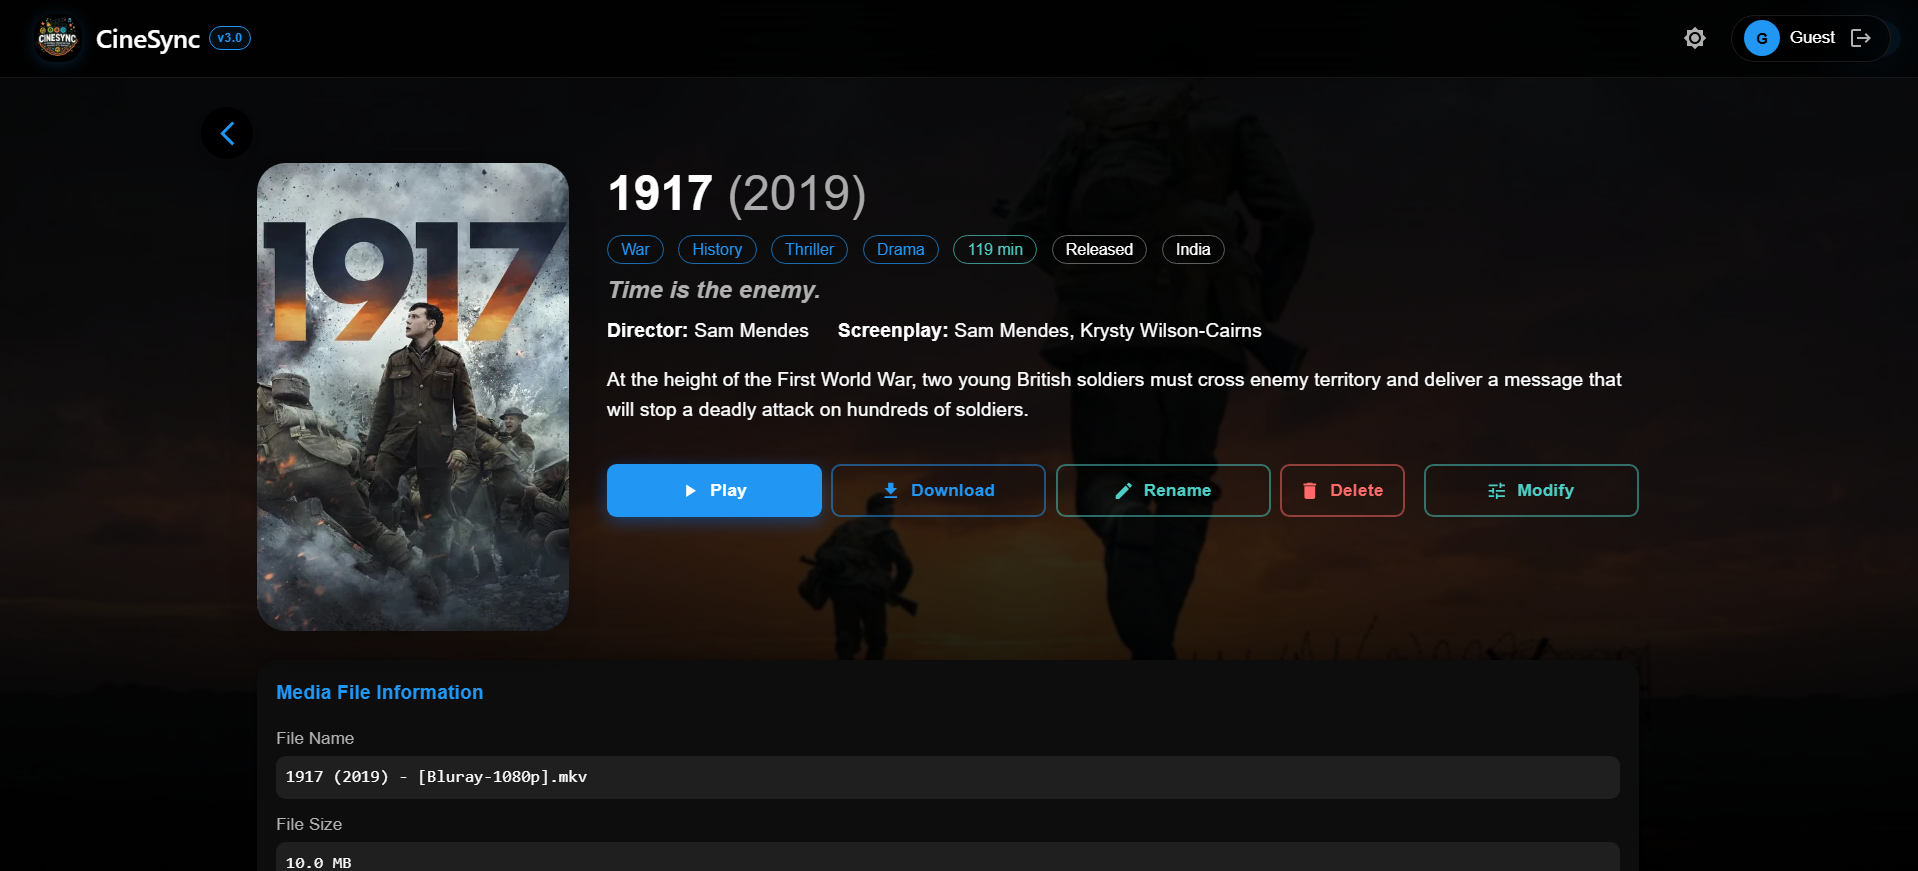 CINESYNC
CineSync v3.0
G Guest
1917
1917 (2019)
War History Thriller Drama 119 min Released India
Time is the enemy.
Director: Sam Mendes Screenplay: Sam Mendes, Krysty Wilson-Cairns
At the height of the First World War, two young British soldiers must cross enemy territory and deliver a message that
will stop a deadly attack on hundreds of soldiers.
Play Download Rename Delete Modify
Media File Information
File Name
1917 (2019) - [Bluray-1080p].mkv
File Size
10.0 MB